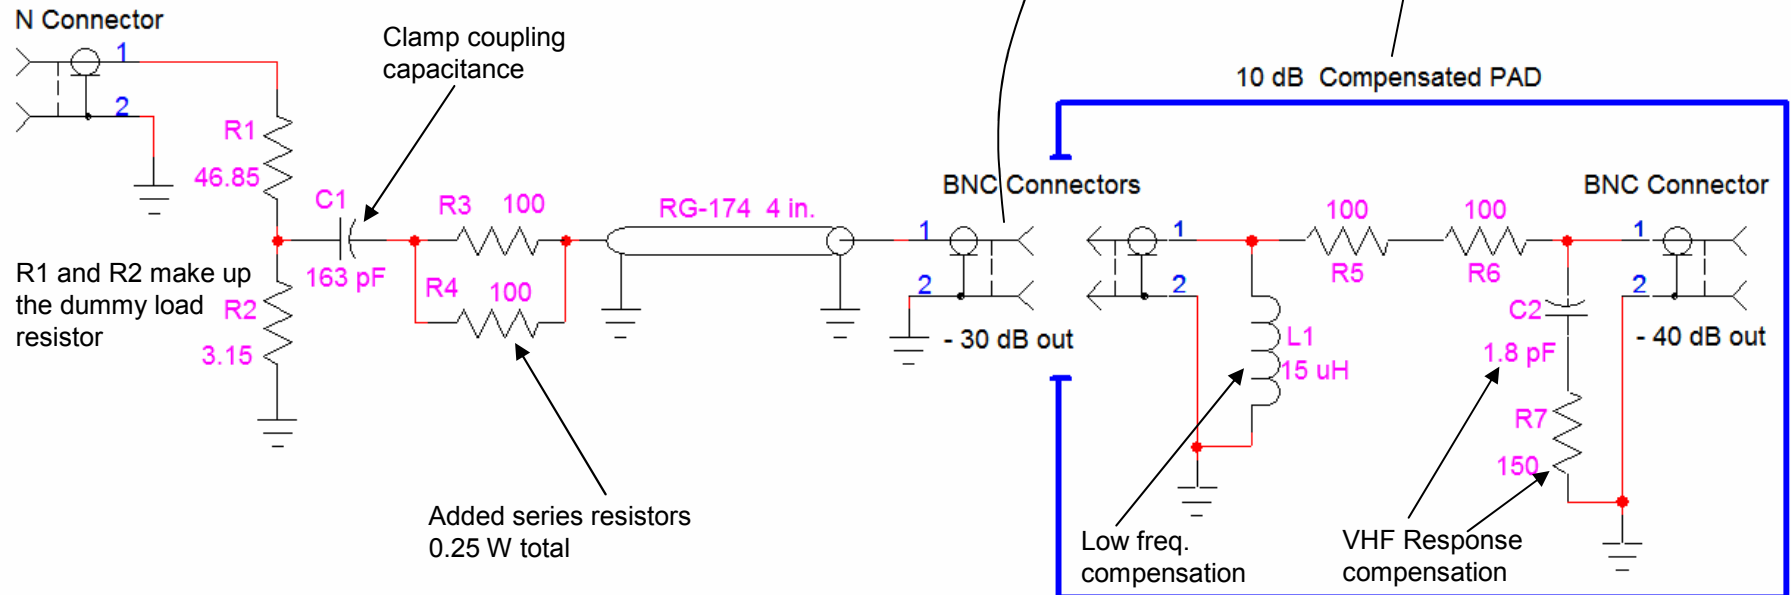 N Connector
1
2
Clamp coupling
capacitance
R1
46.85
C1
163 pF
R3 100
R4 100
RG-174 4 in.
R1 and R2 make up
the dummy load
resistor
R2
3.15
Added series resistors
0.25 W total
BNC Connectors
1
2
- 30 dB out
10 dB Compensated PAD
1
2
L1
15 uH
Low freq.
compensation
100
R5
100
R6
C2
1.8 pF
R7
150
VHF Response
compensation
BNC Connector
1
2
- 40 dB out